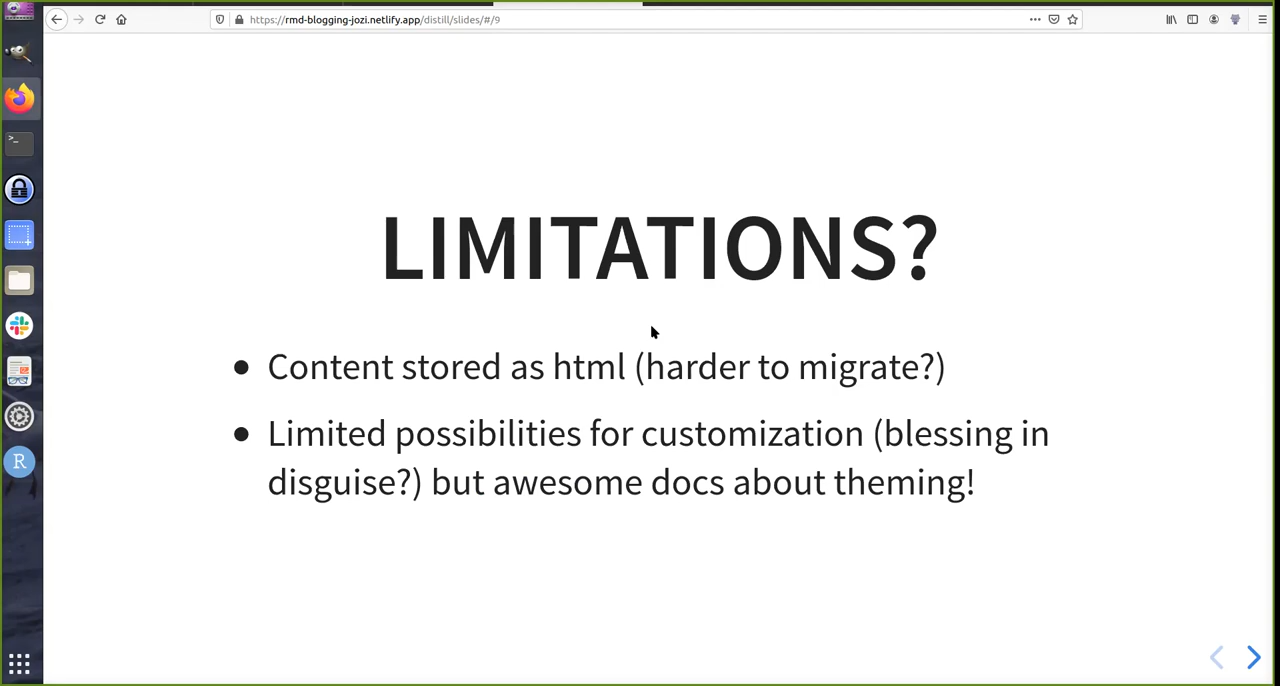 https://rmd-blogging-jozi.netlify.app/distill/slides/#/9
LIMITATIONS?
• Content stored as html (harder to migrate?)
• Limited possibilities for customization (blessing in
disguise?) but awesome docs about theming!
>_
R